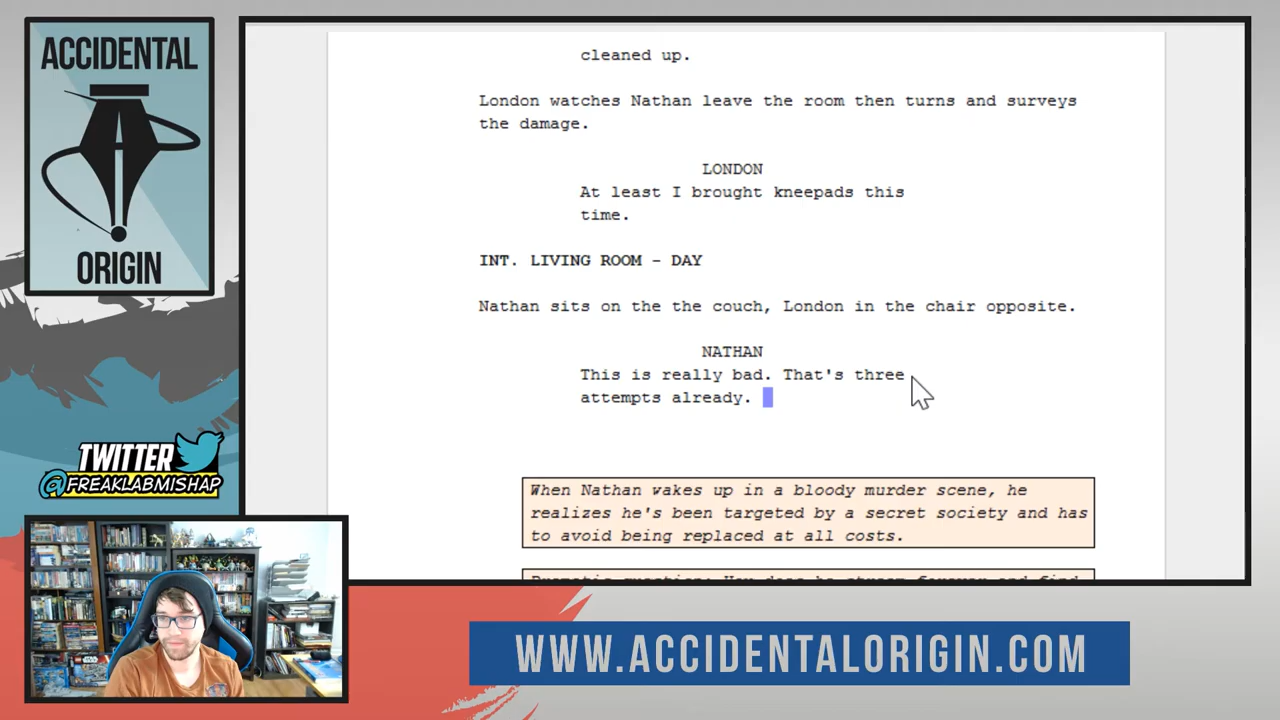 ACCIDENTAL
ORIGIN
TWITTER
@FREAKLABMISHAP
cleaned up.
London watches Nathan leave the room then turns and surveys
the damage.
LONDON
At least I brought kneepads this
time.
INT. LIVING ROOM - DAY
Nathan sits on the the couch, London in the chair opposite.
NATHAN
This is really bad. That's three
attempts already.
When Nathan wakes up in a bloody murder scene, he
realizes he's been targeted by a secret society and has
to avoid being replaced at all costs.
WWW.ACCIDENTALORIGIN.COM